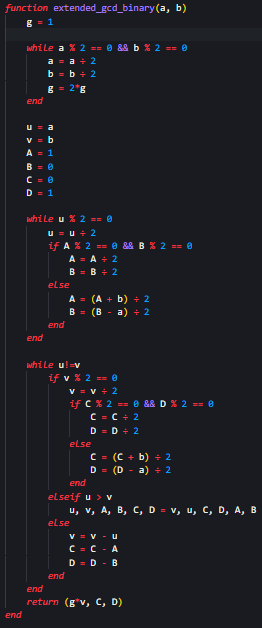 function extended_gcd_binary(a, b)
g = 1
while a % 2 == 0 && b % 2 == 0
a = a ÷ 2
b = b ÷ 2
g = 2*g
end
u = a
v = b
A = 1
B = 0
C = 0
D = 1
while u % 2 == 0
u = u ÷ 2
if A % 2 == 0 && B % 2 == 0
A = A ÷ 2
B = B ÷ 2
else
A = (A + b) ÷ 2
B = (B - a) ÷ 2
end
end
while u!=v
if v % 2 == 0
v = v ÷ 2
if C % 2 == 0 && D % 2 == 0
C = C ÷ 2
D = D ÷ 2
else
C = (C + b) ÷ 2
D = (D - a) ÷ 2
end
elseif u > v
u, v, A, B, C, D = v, u, C, D, A, B
else
v = v - u
C = C - A
D = D - B
end
end
return (g*v, C, D)
end